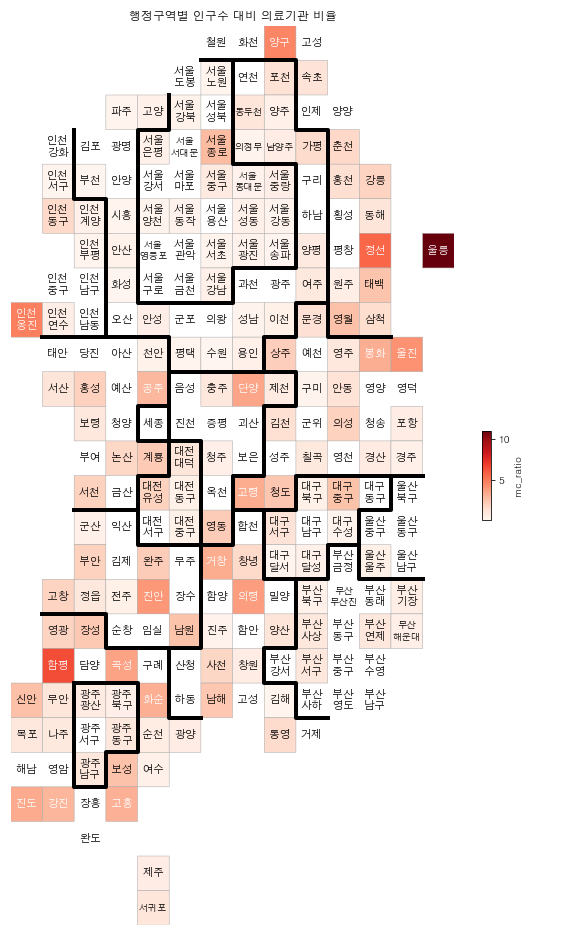 행정구역별 인구수 대비 의료기관 비율
철원 화천 양구 고성
서울 도봉 서울 노원 연천 포천 속초
파주 고양 서울 강북 서울 성북 동두천 양주 인제 양양
인천 강화 김포 광명 서울 은평 서울 서대문 서울 종로 의정부 남양주 가평 춘천
인천 서구 부천 안양 서울 강서 서울 마포 서울 중구 서울 동대문 서울 중랑 구리 홍천 강릉
인천 동구 인천 계양 시흥 서울 양천 서울 동작 서울 용산 서울 성동 서울 강동 하남 횡성 동해
인천 부평 안산 서울 영등포 서울 관악 서울 서초 서울 광진 서울 송파 양평 평창 정선 울릉
인천 중구 인천 남구 화성 서울 구로 서울 금천 서울 강남 과천 광주 여주 원주 태백
인천 옹진 인천 연수 인천 남동 오산 안성 군포 의왕 성남 이천 문경 영월 삼척
태안 당진 아산 천안 평택 수원 용인 상주 예천 영주 봉화 울진
서산 홍성 예산 공주 음성 충주 단양 제천 구미 안동 영양 영덕
보령 청양 세종 진천 증평 괴산 김천 군위 의성 청송 포항
부여 논산 계룡 대전 대덕 청주 보은 성주 칠곡 영천 경산 경주
서천 금산 대전 유성 대전 동구 옥천 고령 청도 대구 북구 대구 중구 대구 동구 울산 북구
군산 익산 대전 서구 대전 중구 영동 합천 대구 서구 대구 남구 대구 수성 울산 중구 울산 동구
부안 김제 완주 무주 거창 창녕 대구 달서 대구 달성 부산 금정 울산 울주 울산 남구
고창 정읍 전주 진안 장수 함양 의령 밀양 부산 북구 부산 부산진 부산 동래 부산 기장
영광 장성 순창 임실 남원 진주 함안 양산 부산 사상 부산 동구 부산 연제 부산 해운대
함평 담양 곡성 구례 산청 사천 창원 부산 강서 부산 서구 부산 중구 부산 수영
신안 무안 광주 광산 광주 북구 화순 하동 남해 고성 김해 부산 사하 부산 영도 부산 남구
목포 나주 광주 서구 광주 동구 순천 광양 통영 거제
해남 영암 광주 남구 보성 여수
진도 강진 장흥 고흥
완도
제주
서귀포
10
5
mc_ratio